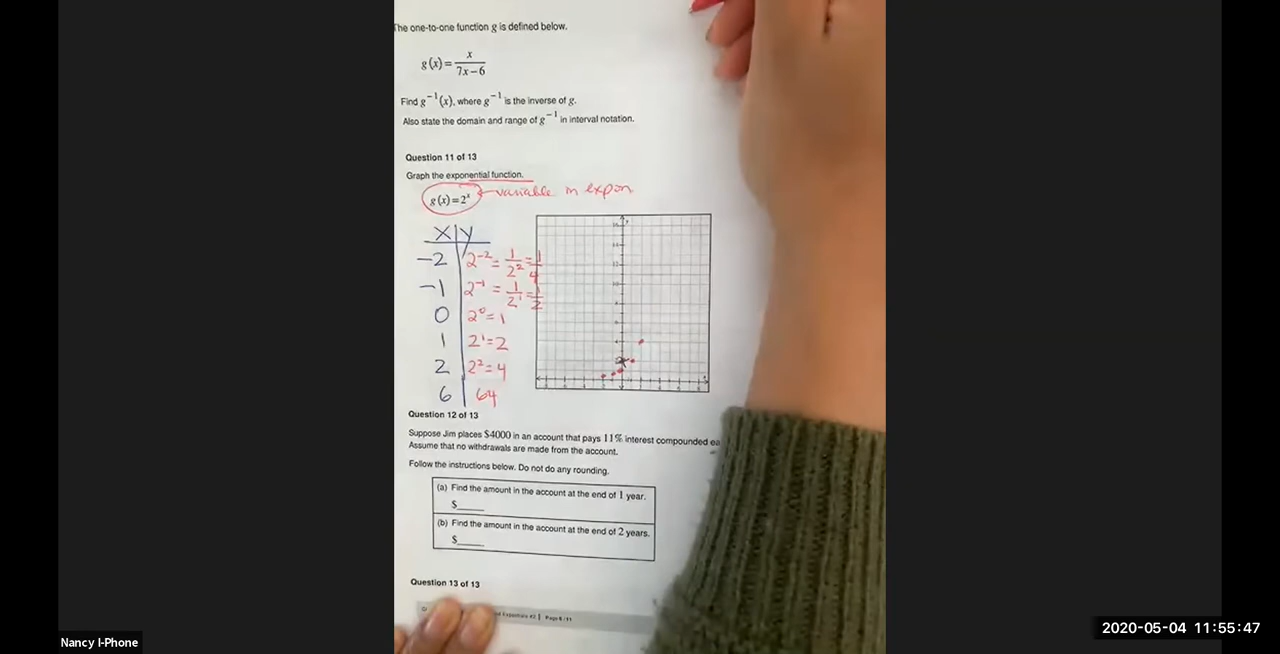 The one-to-one function g is defined below.
g(x) = x / (7x−6)
Find g⁻¹(x), where g⁻¹ is the inverse of g.
Also state the domain and range of g⁻¹ in interval notation.
Question 11 of 13
Graph the exponential function.
g(x)=2ˣ variable in expon
X Y
−2 2⁻² = 1/2² = 1/4
−1 2⁻¹ = 1/2¹ = 1/2
0 2⁰ = 1
1 2¹ = 2
2 2² = 4
6 64
Question 12 of 13
Suppose Jim places $4000 in an account that pays 11% interest compounded
Assume that no withdrawals are made from the account.
Follow the instructions below. Do not do any rounding.
(a) Find the amount in the account at the end of 1 year.
$____
(b) Find the amount in the account at the end of 2 years.
$____
Question 13 of 13
Nancy I-Phone
2020-05-04 11:55:47